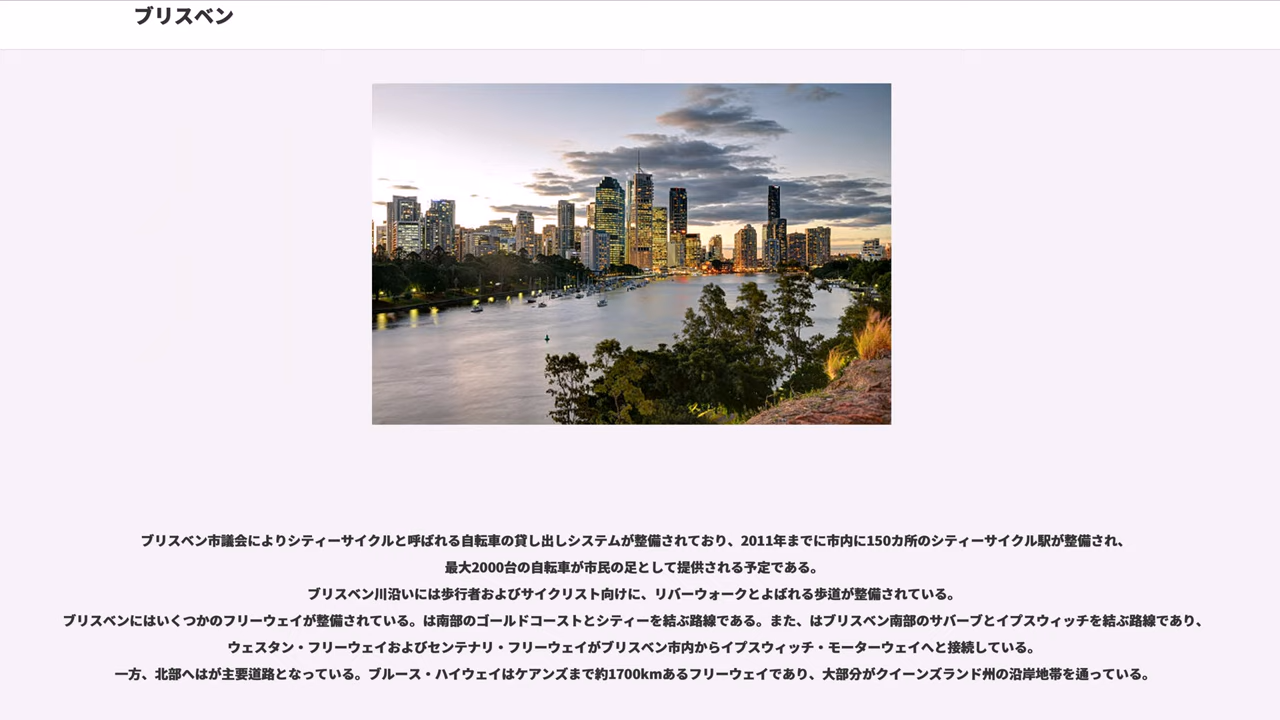 ブリスベン
ブリスベン市議会によりシティーサイクルと呼ばれる自転車の貸し出しシステムが整備されており、2011年までに市内に150カ所のシティーサイクル駅が整備され、
最大2000台の自転車が市民の足として提供される予定である。
ブリスベン川沿いには歩行者およびサイクリスト向けに、リバーウォークとよばれる歩道が整備されている。
ブリスベンにはいくつかのフリーウェイが整備されている。は南部のゴールドコーストとシティーを結ぶ路線である。また、はブリスベン南部のサバーブとイプスウィッチを結ぶ路線であり、
ウェスタン・フリーウェイおよびセンテナリ・フリーウェイがブリスベン市内からイプスウィッチ・モーターウェイへと接続している。
一方、北部へはが主要道路となっている。ブルース・ハイウェイはケアンズまで約1700kmあるフリーウェイであり、大部分がクイーンズランド州の沿岸地帯を通っている。